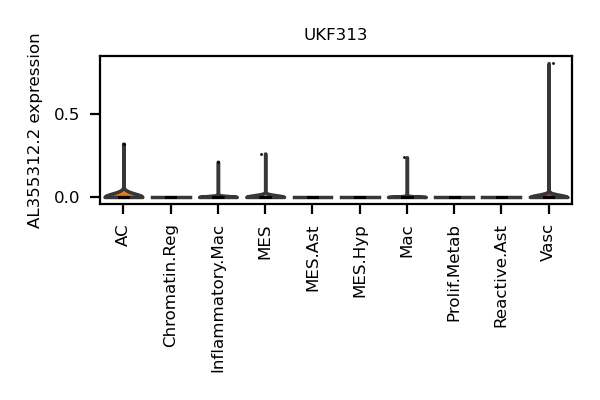 UKF313
AL355312.2 expression
0.5
0.0
AC
Chromatin.Reg
Inflammatory.Mac
MES
MES.Ast
MES.Hyp
Mac
Prolif.Metab
Reactive.Ast
Vasc